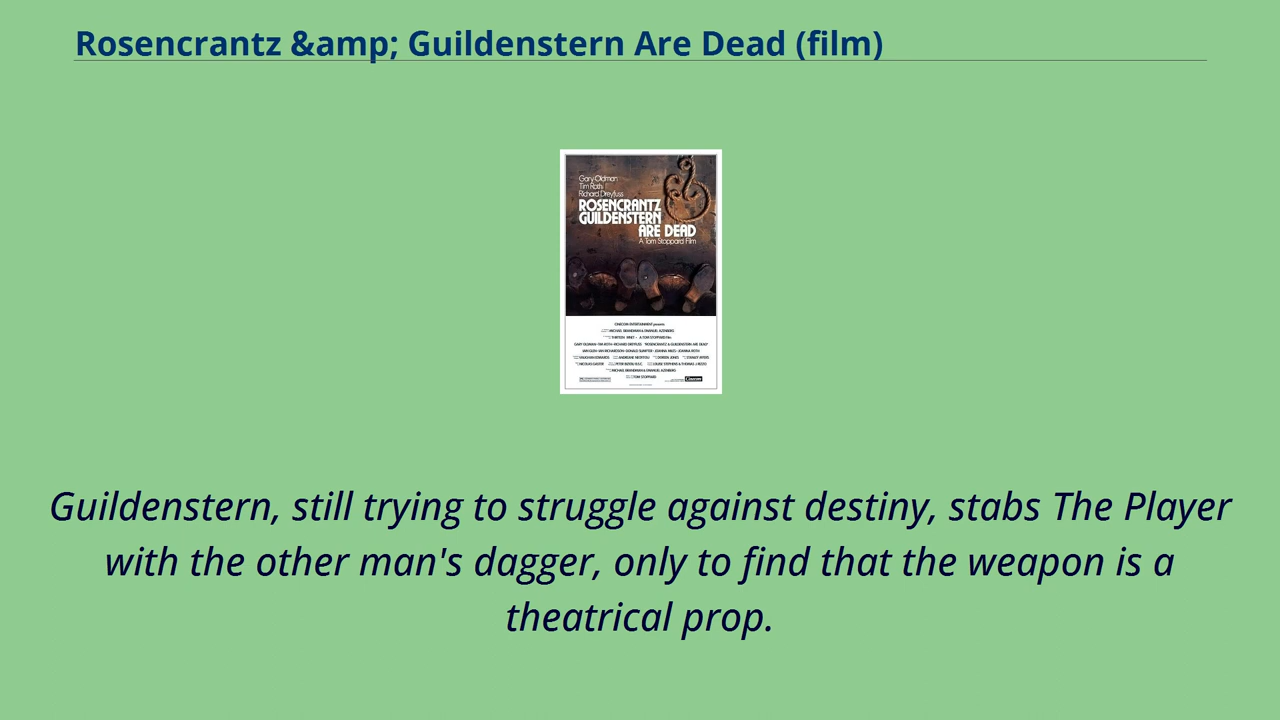 Rosencrantz &amp; Guildenstern Are Dead (film)
Gary Oldman
Tim Roth
Richard Dreyfuss
ROSENCRANTZ
GUILDENSTERN
ARE DEAD
A Tom Stoppard Film
Guildenstern, still trying to struggle against destiny, stabs The Player
with the other man's dagger, only to find that the weapon is a
theatrical prop.